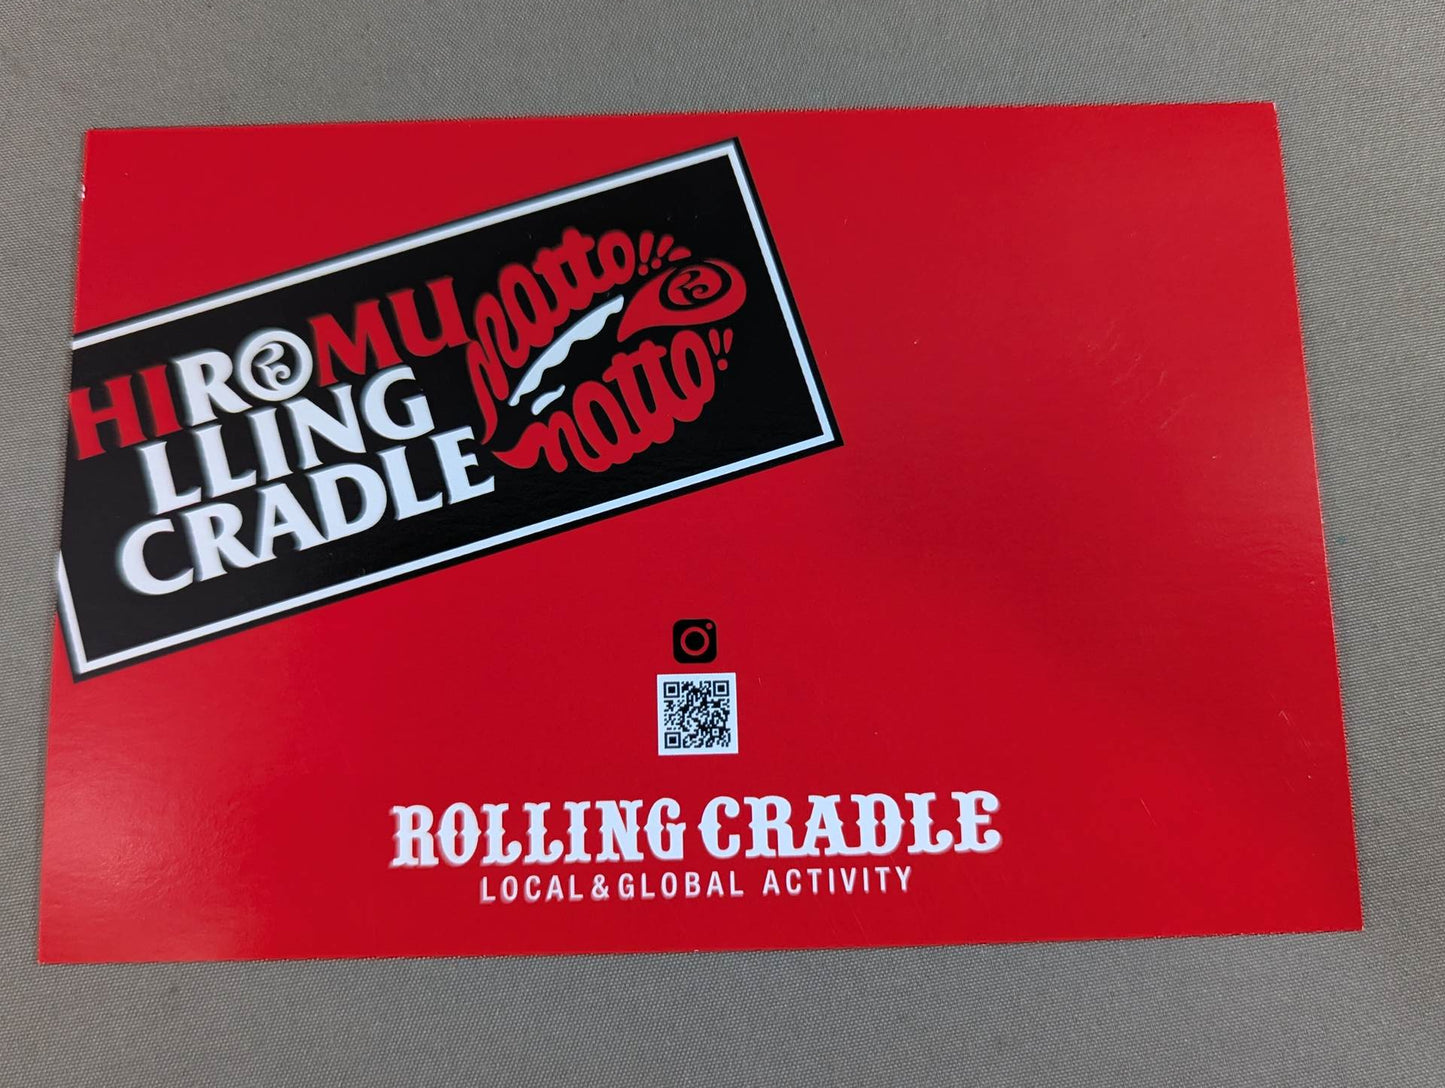 HIROMU
LLING
CRADLE
Natto!!
natto!!
ROLLING CRADLE
LOCAL&GLOBAL ACTIVITY